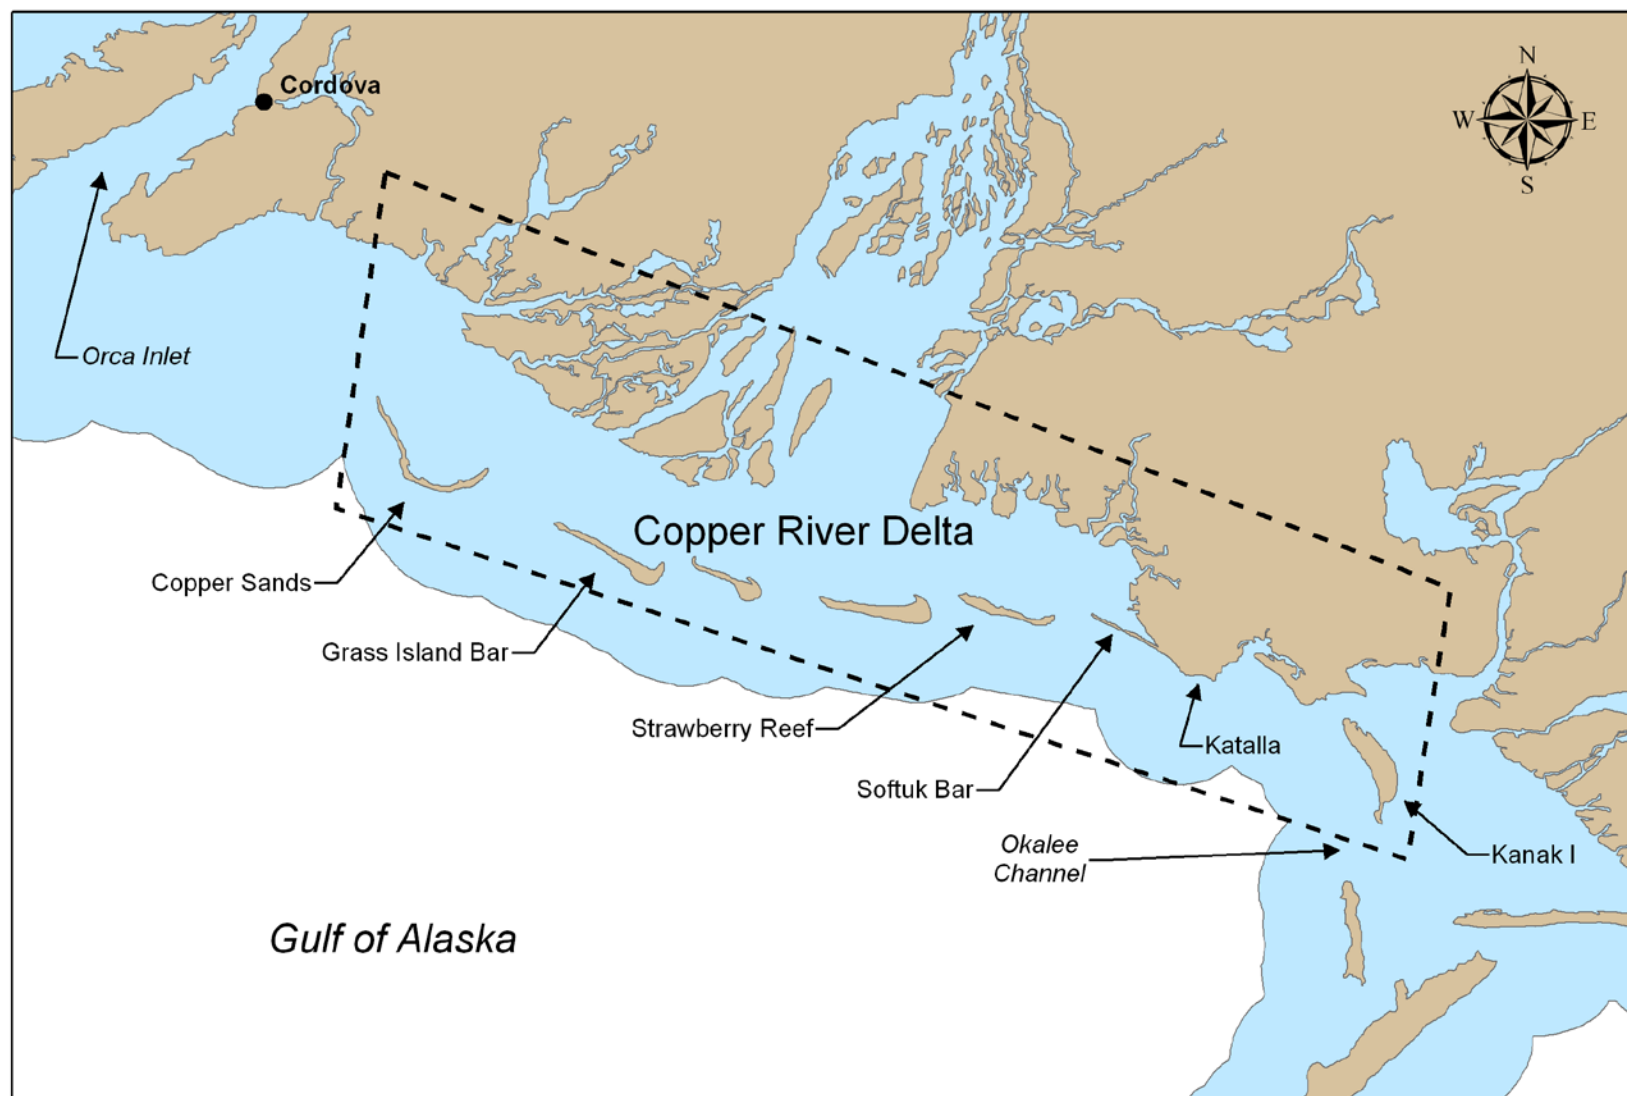 N
Cordova
W E
S
Orca Inlet
Copper River Delta
Copper Sands
Grass Island Bar
Strawberry Reef
Katalla
Softuk Bar
Okalee
Channel
Kanak I
Gulf of Alaska